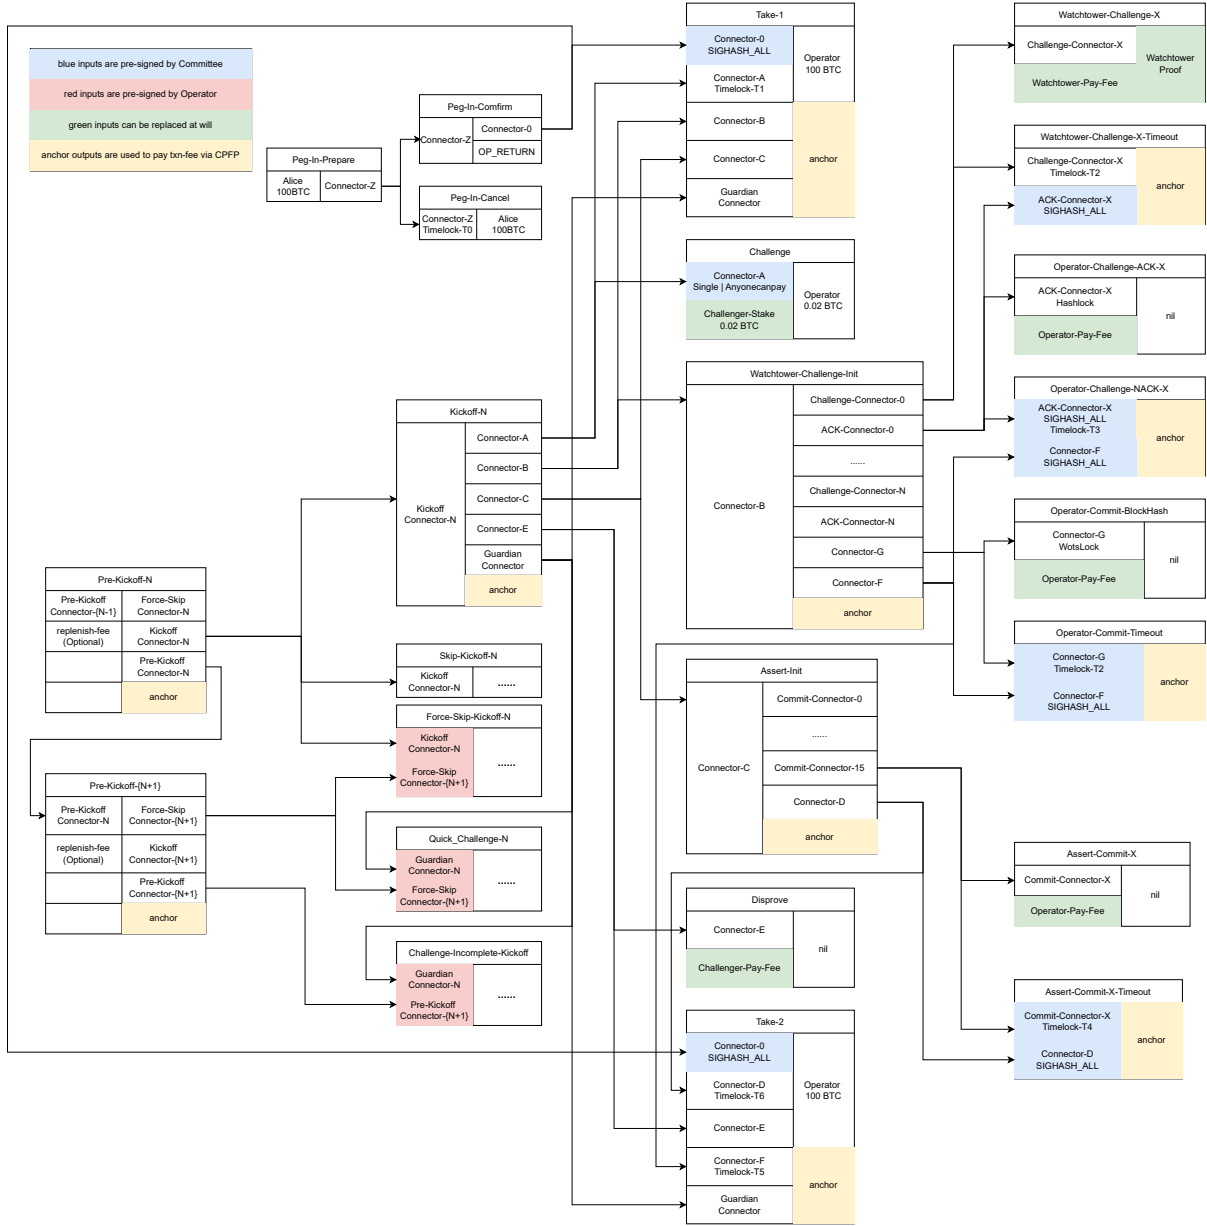 blue inputs are pre-signed by Committee
red inputs are pre-signed by Operator
green inputs can be replaced at will
anchor outputs are used to pay txn-fee via CPFP
Peg-In-Prepare
Alice
100BTC
Connector-Z
Peg-In-Comfirm
Connector-Z
Connector-0
OP_RETURN
Peg-In-Cancel
Connector-Z
Timelock-T0
Alice
100BTC
Take-1
Connector-0
SIGHASH_ALL
Connector-A
Timelock-T1
Connector-B
Connector-C
Guardian
Connector
Operator
100 BTC
anchor
Challenge
Connector-A
Single | Anyonecanpay
Challenger-Stake
0.02 BTC
Operator
0.02 BTC
Watchtower-Challenge-Init
Connector-B
Challenge-Connector-0
ACK-Connector-0
......
Challenge-Connector-N
ACK-Connector-N
Connector-G
Connector-F
anchor
Kickoff-N
Kickoff
Connector-N
Connector-A
Connector-B
Connector-C
Connector-E
Guardian
Connector
anchor
Pre-Kickoff-N
Pre-Kickoff
Connector-{N-1}
Force-Skip
Connector-N
replenish-fee
(Optional)
Kickoff
Connector-N
Pre-Kickoff
Connector-N
anchor
Skip-Kickoff-N
Kickoff
Connector-N
......
Force-Skip-Kickoff-N
Kickoff
Connector-N
Force-Skip
Connector-{N+1}
......
Pre-Kickoff-{N+1}
Pre-Kickoff
Connector-N
Force-Skip
Connector-{N+1}
replenish-fee
(Optional)
Kickoff
Connector-{N+1}
Pre-Kickoff
Connector-{N+1}
anchor
Quick_Challenge-N
Guardian
Connector-N
Force-Skip
Connector-{N+1}
......
Challenge-Incomplete-Kickoff
Guardian
Connector-N
Pre-Kickoff
Connector-{N+1}
......
Assert-Init
Connector-C
Commit-Connector-0
......
Commit-Connector-15
Connector-D
anchor
Disprove
Connector-E
Challenger-Pay-Fee
nil
Take-2
Connector-0
SIGHASH_ALL
Connector-D
Timelock-T6
Connector-E
Connector-F
Timelock-T5
Guardian
Connector
Operator
100 BTC
anchor
Watchtower-Challenge-X
Challenge-Connector-X
Watchtower-Pay-Fee
Watchtower
Proof
Watchtower-Challenge-X-Timeout
Challenge-Connector-X
Timelock-T2
ACK-Connector-X
SIGHASH_ALL
anchor
Operator-Challenge-ACK-X
ACK-Connector-X
Hashlock
Operator-Pay-Fee
nil
Operator-Challenge-NACK-X
ACK-Connector-X
SIGHASH_ALL
Timelock-T3
Connector-F
SIGHASH_ALL
anchor
Operator-Commit-BlockHash
Connector-G
WotsLock
Operator-Pay-Fee
nil
Operator-Commit-Timeout
Connector-G
Timelock-T2
Connector-F
SIGHASH_ALL
anchor
Assert-Commit-X
Commit-Connector-X
Operator-Pay-Fee
nil
Assert-Commit-X-Timeout
Commit-Connector-X
Timelock-T4
Connector-D
SIGHASH_ALL
anchor